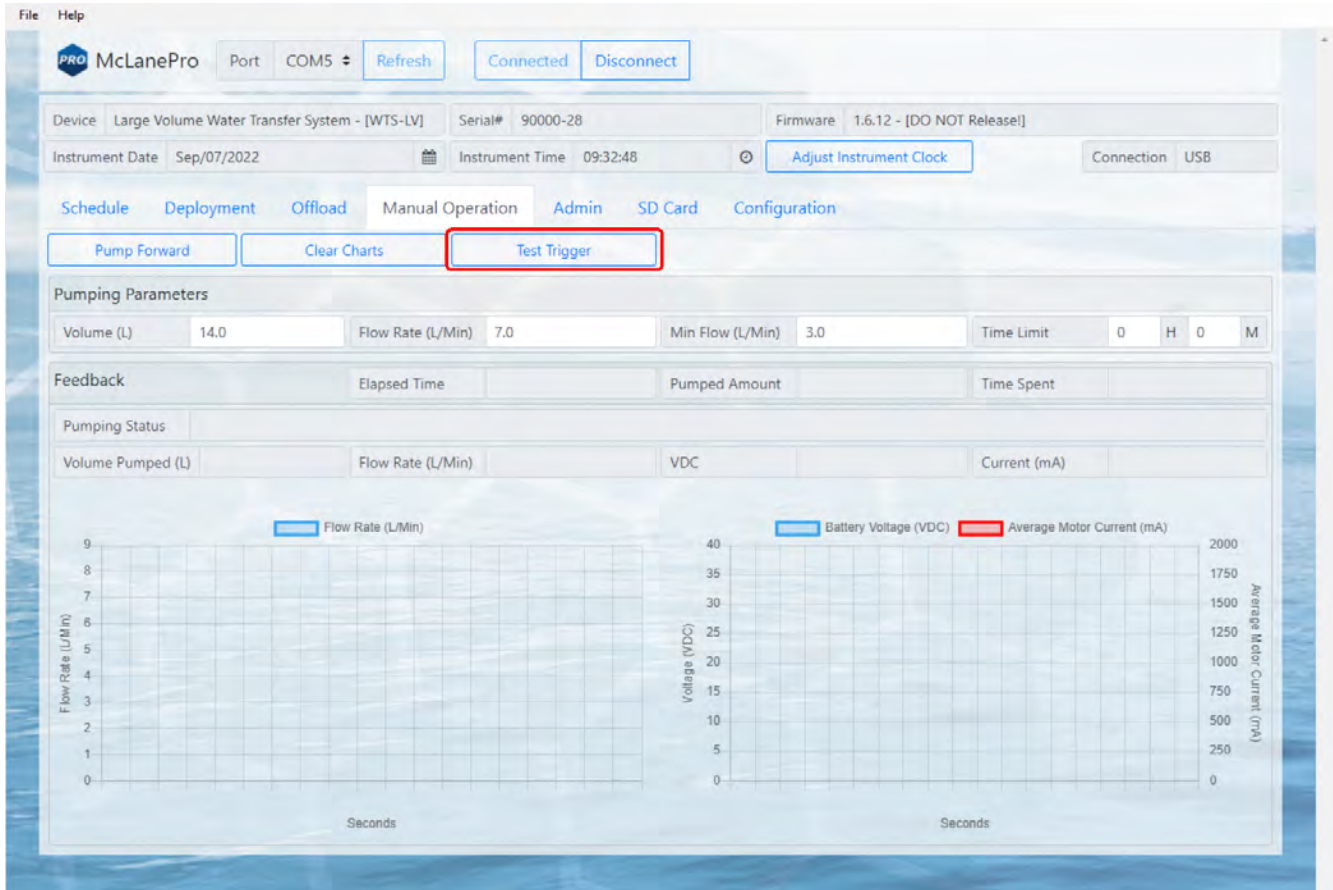 File Help
PRO McLanePro Port COM5 Refresh Connected Disconnect
Device Large Volume Water Transfer System - [WTS-LV] Serial# 90000-28 Firmware 1.6.12 - [DO NOT Release!]
Instrument Date Sep/07/2022 Instrument Time 09:32:48 Adjust Instrument Clock Connection USB
Schedule Deployment Offload Manual Operation Admin SD Card Configuration
Pump Forward Clear Charts Test Trigger
Pumping Parameters
Volume (L) 14.0 Flow Rate (L/Min) 7.0 Min Flow (L/Min) 3.0 Time Limit 0 H 0 M
Feedback Elapsed Time Pumped Amount Time Spent
Pumping Status
Volume Pumped (L) Flow Rate (L/Min) VDC Current (mA)
Flow Rate (L/Min)
9
8
7
6
5
4
3
2
1
0
Flow Rate (L/Min)
Seconds
Battery Voltage (VDC) Average Motor Current (mA)
40
35
30
25
20
15
10
5
0
Voltage (VDC)
2000
1750
1500
1250
1000
750
500
250
0
Average Motor Current (mA)
Seconds